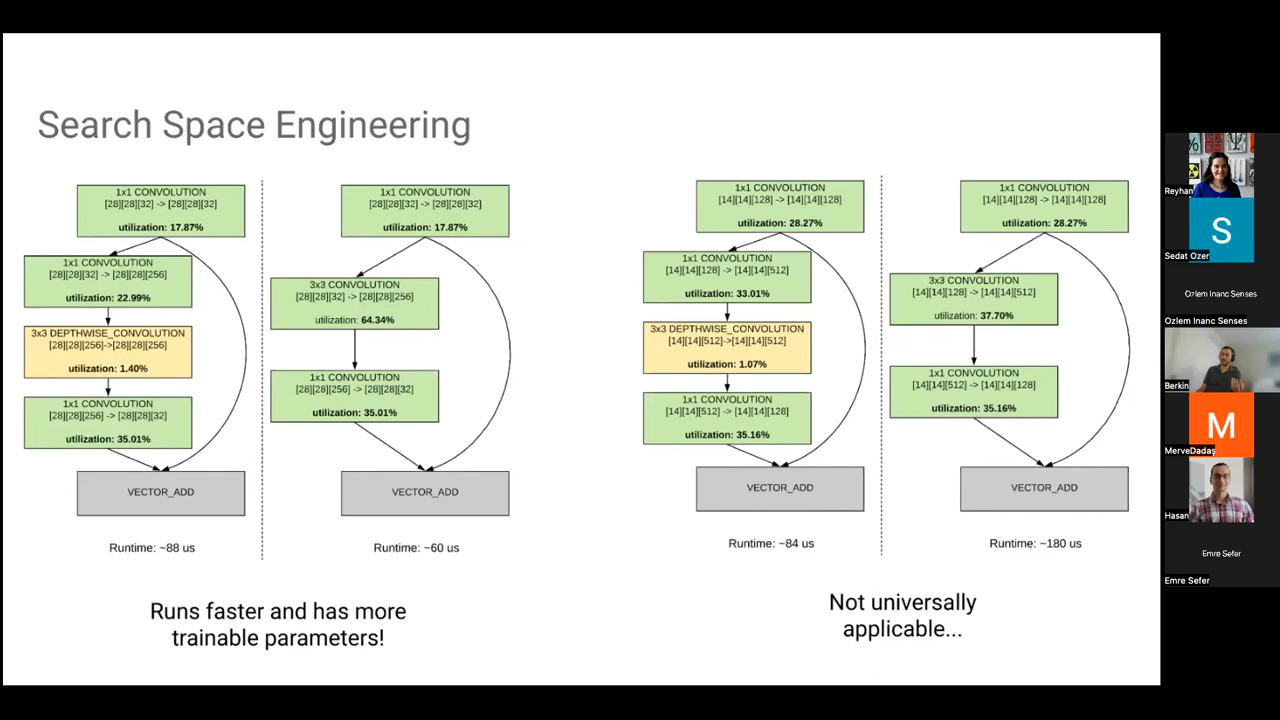 Search Space Engineering
1x1 CONVOLUTION
[28][28][32] -> [28][28][32]
utilization: 17.87%
1x1 CONVOLUTION
[28][28][32] -> [28][28][256]
utilization: 22.99%
3x3 DEPTHWISE_CONVOLUTION
[28][28][256]->[28][28][256]
utilization: 1.40%
1x1 CONVOLUTION
[28][28][256] -> [28][28][32]
utilization: 35.01%
VECTOR_ADD
Runtime: ~88 us
1x1 CONVOLUTION
[28][28][32] -> [28][28][32]
utilization: 17.87%
3x3 CONVOLUTION
[28][28][32] -> [28][28][256]
utilization: 64.34%
1x1 CONVOLUTION
[28][28][256] -> [28][28][32]
utilization: 35.01%
VECTOR_ADD
Runtime: ~60 us
Runs faster and has more
trainable parameters!
1x1 CONVOLUTION
[14][14][128] -> [14][14][128]
utilization: 28.27%
1x1 CONVOLUTION
[14][14][128] -> [14][14][512]
utilization: 33.01%
3x3 DEPTHWISE_CONVOLUTION
[14][14][512]->[14][14][512]
utilization: 1.07%
1x1 CONVOLUTION
[14][14][512] -> [14][14][128]
utilization: 35.16%
VECTOR_ADD
Runtime: ~84 us
1x1 CONVOLUTION
[14][14][128] -> [14][14][128]
utilization: 28.27%
3x3 CONVOLUTION
[14][14][128] -> [14][14][512]
utilization: 37.70%
1x1 CONVOLUTION
[14][14][512] -> [14][14][128]
utilization: 35.16%
VECTOR_ADD
Runtime: ~180 us
Not universally
applicable...
Reyhan
S
Sedat Ozer
Ozlem Inanc Senses
Ozlem Inanc Senses
Berkin
M
MerveDadaş
Hasan
Emre Sefer
Emre Sefer